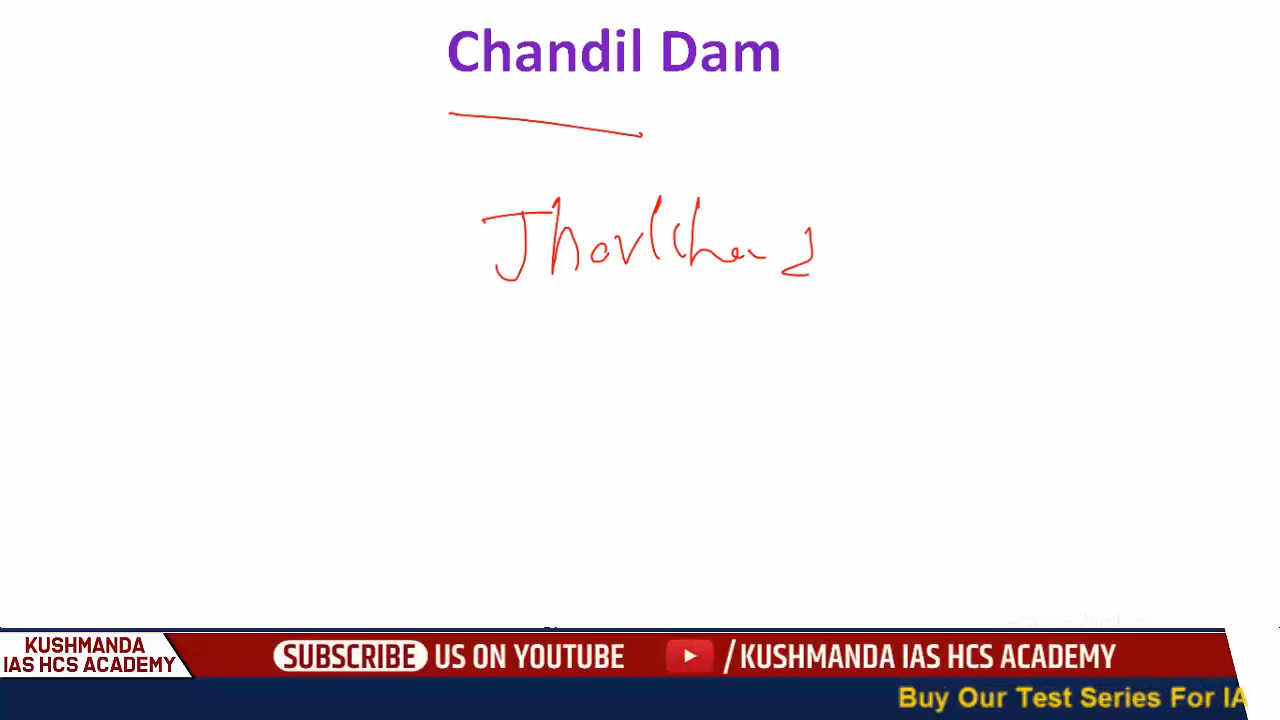 Chandil Dam
Jharkhand
KUSHMANDA
IAS HCS ACADEMY
SUBSCRIBE US ON YOUTUBE
/KUSHMANDA IAS HCS ACADEMY
Buy Our Test Series For IA